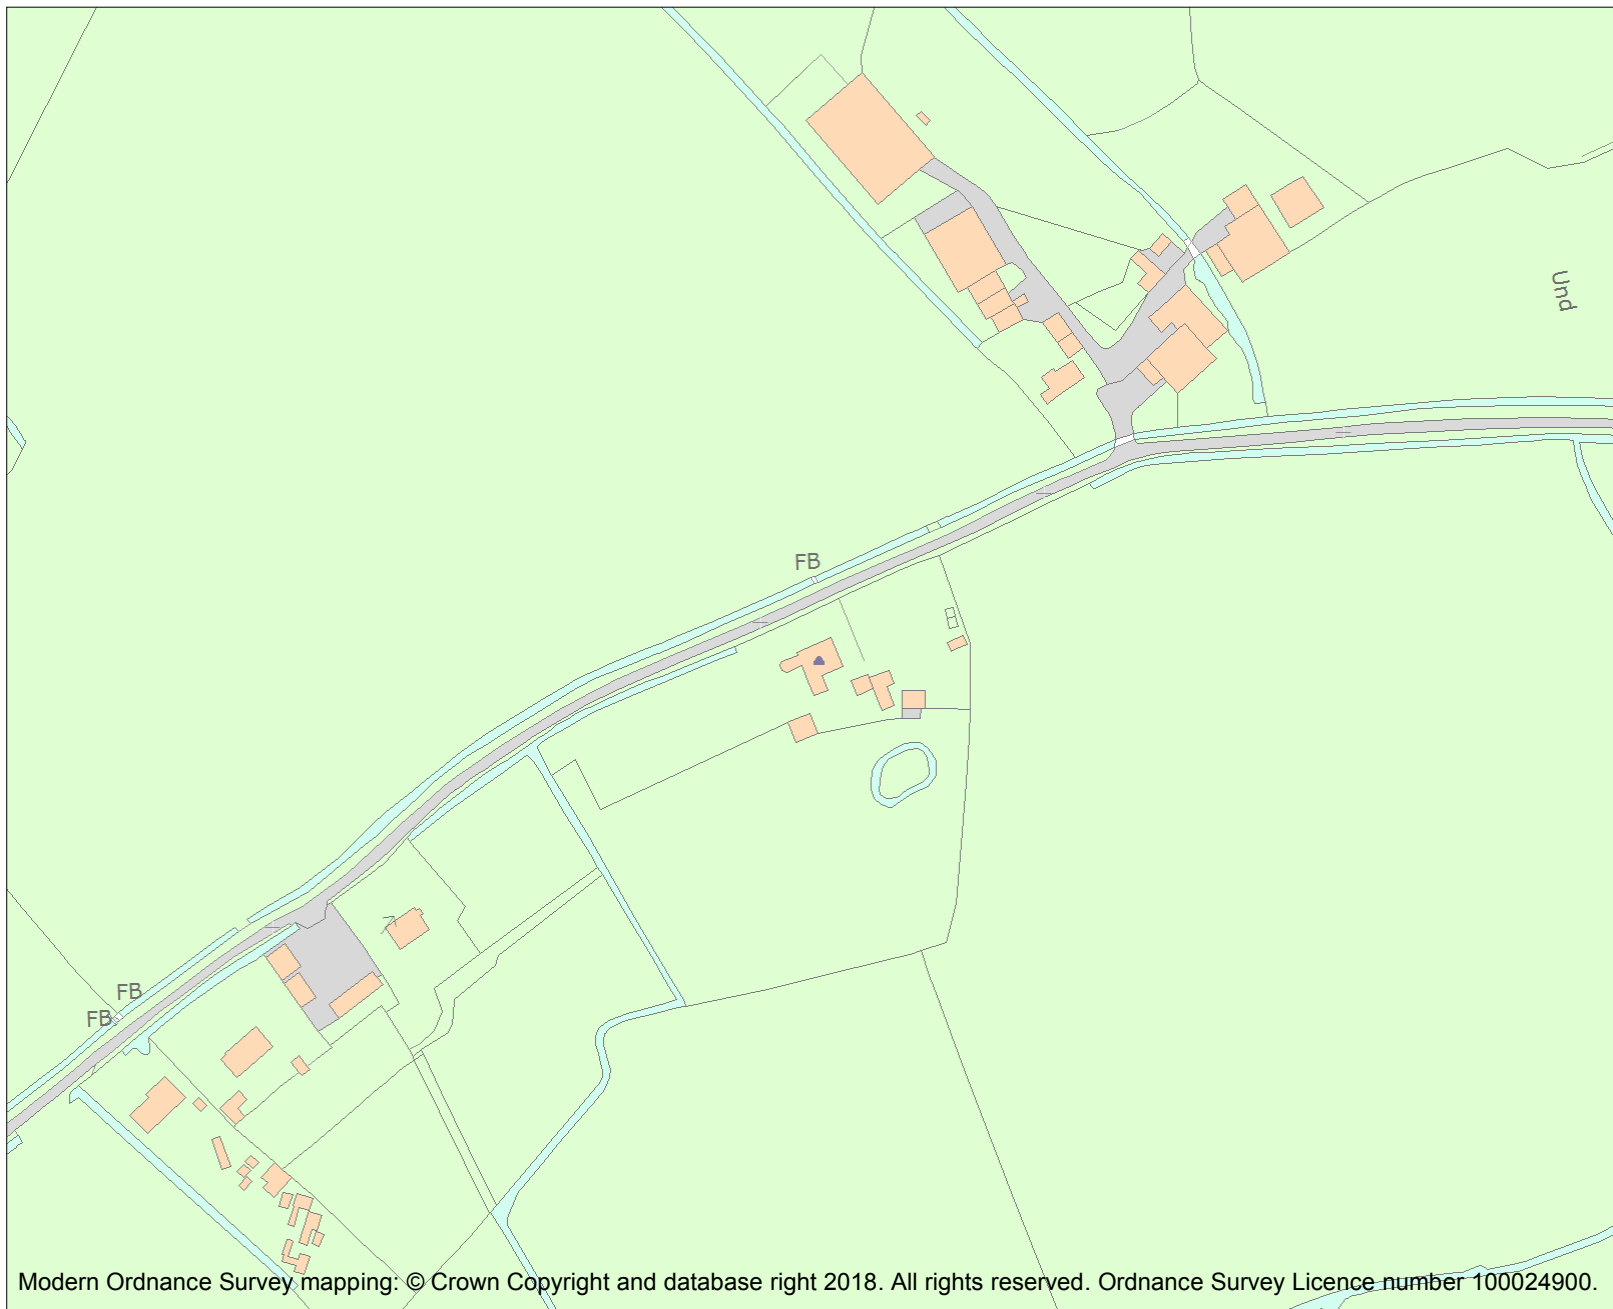 Und
FB
FB
FB
Modern Ordnance Survey mapping: © Crown Copyright and database right 2018. All rights reserved. Ordnance Survey Licence number 100024900.